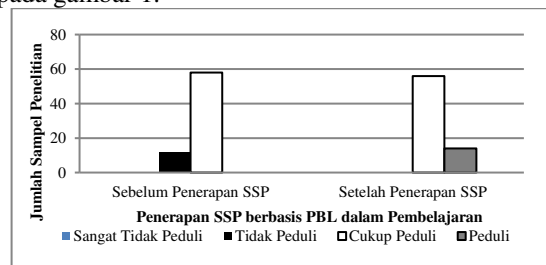 pada gambar 1.
80
60
40
20
0
Jumlah Sampel Penelitian
Sebelum Penerapan SSP Setelah Penerapan SSP
Penerapan SSP berbasis PBL dalam Pembelajaran
Sangat Tidak Peduli Tidak Peduli Cukup Peduli Peduli